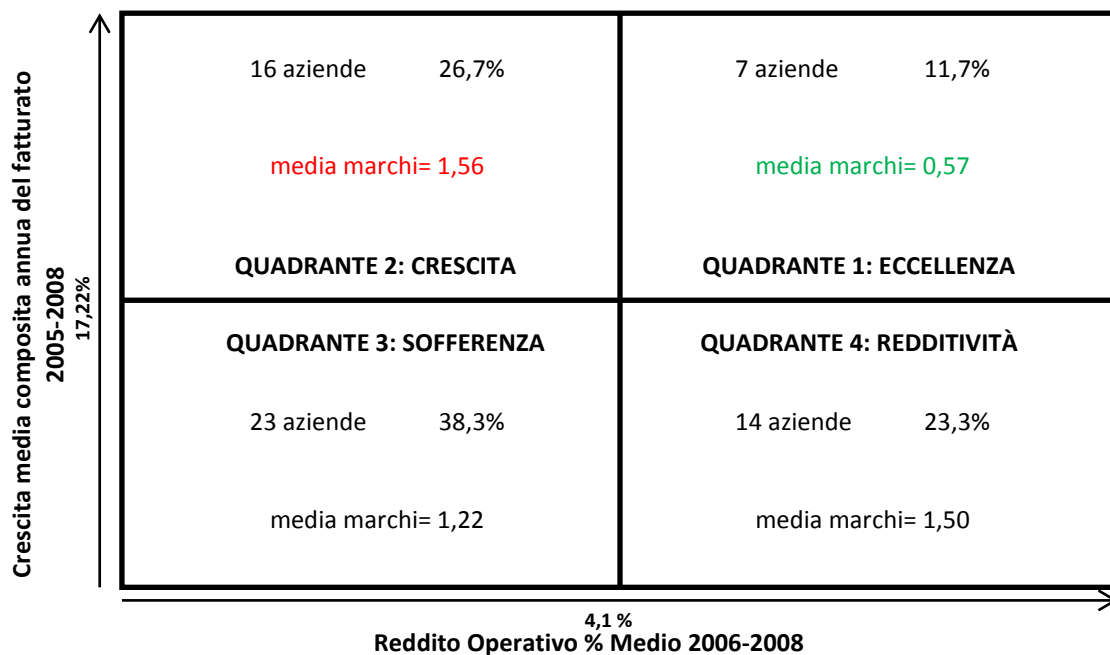 Crescita media composita annua del fatturato
2005-2008
17,22%
16 aziende 26,7%
media marchi= 1,56
QUADRANTE 2: CRESCITA
7 aziende 11,7%
media marchi= 0,57
QUADRANTE 1: ECCELLENZA
QUADRANTE 3: SOFFERENZA
23 aziende 38,3%
media marchi= 1,22
QUADRANTE 4: REDDITIVITÀ
14 aziende 23,3%
media marchi= 1,50
4,1 %
Reddito Operativo % Medio 2006-2008